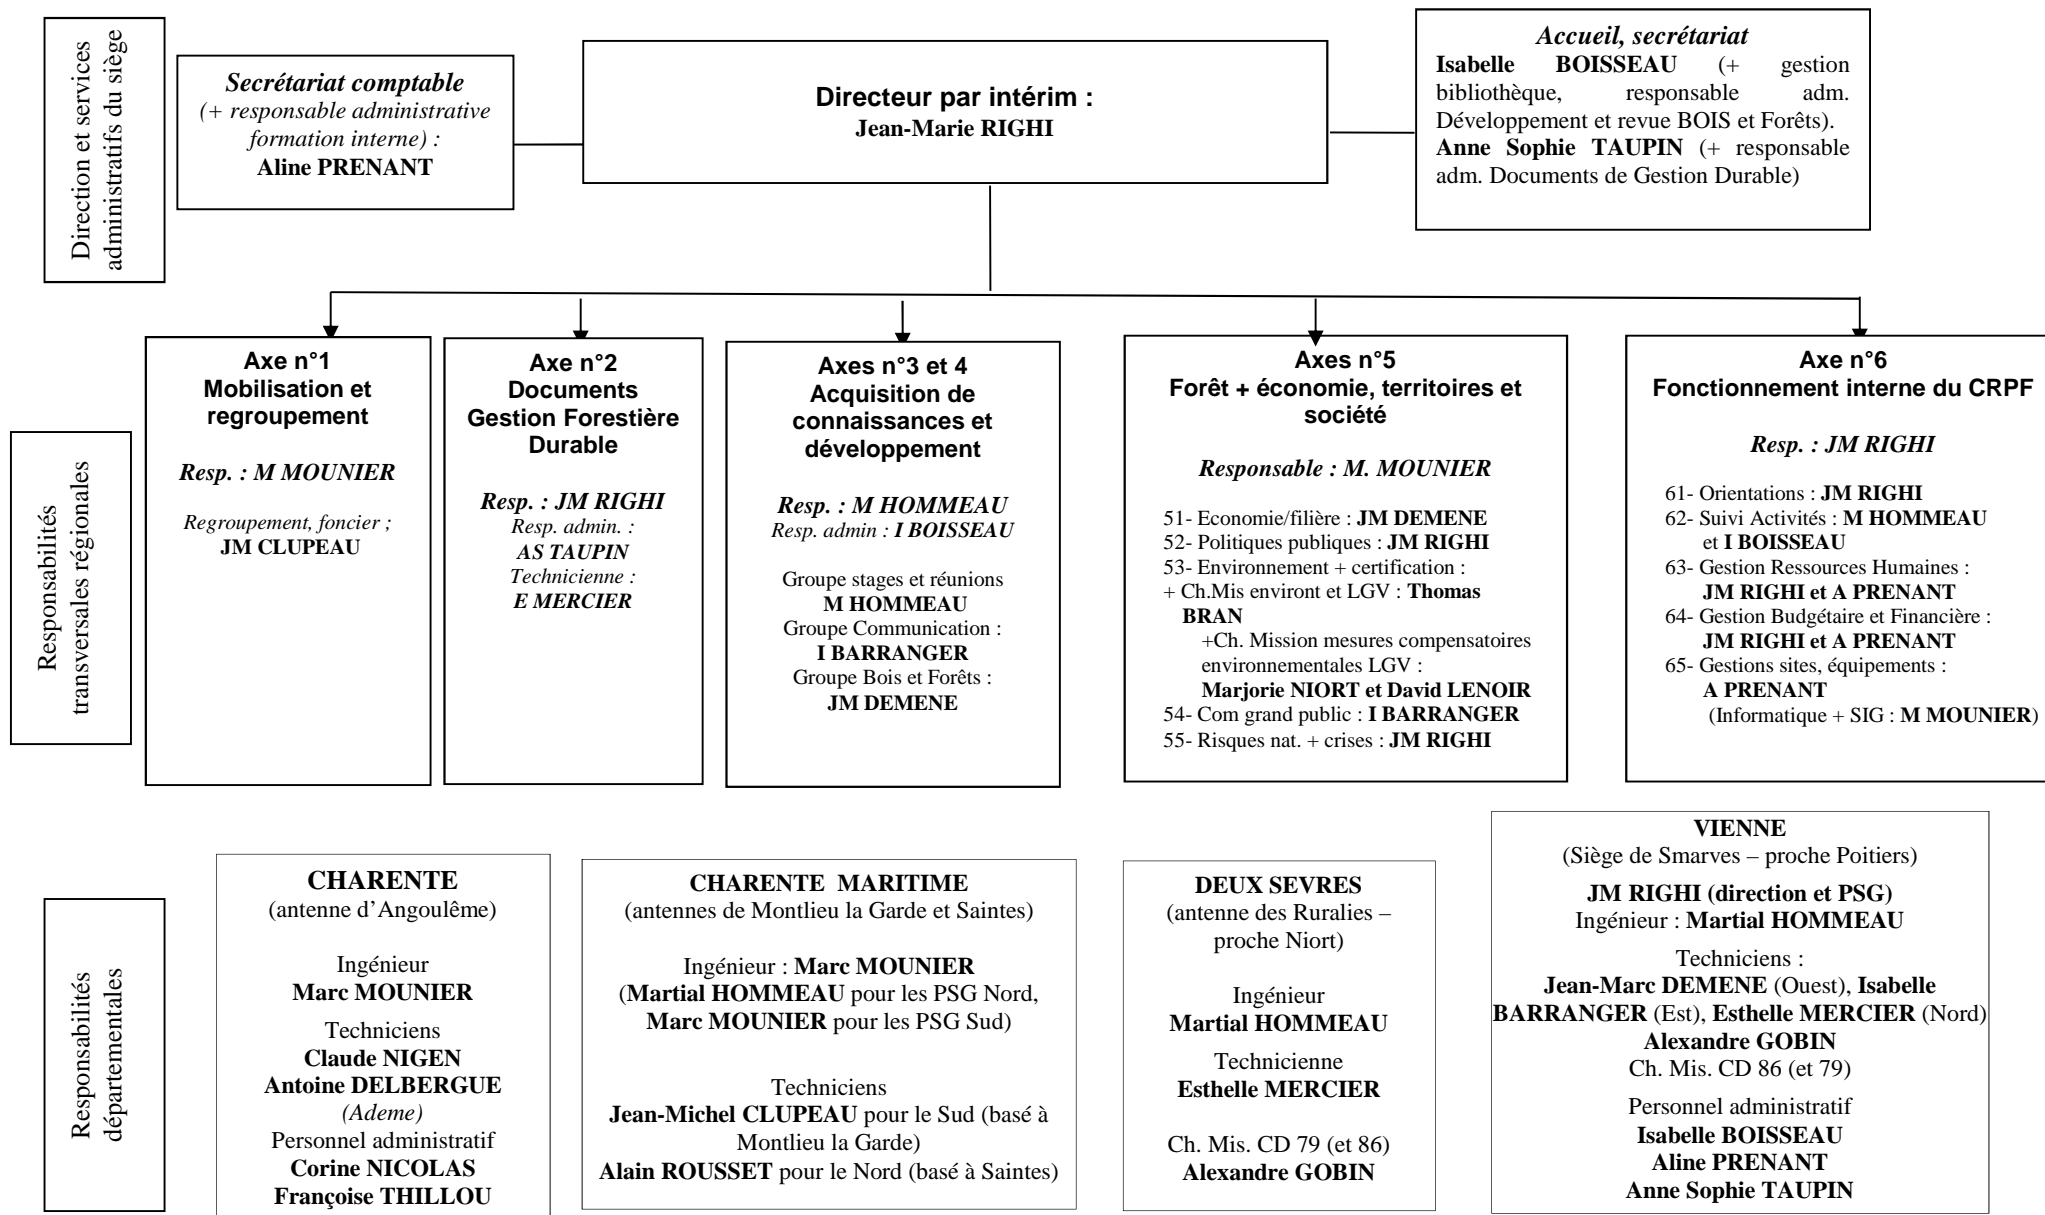 Direction et services
administratifs du siège
Secrétariat comptable
(+ responsable administrative
formation interne) :
Aline PRENANT
Directeur par intérim :
Jean-Marie RIGHI
Accueil, secrétariat
Isabelle BOISSEAU (+ gestion
bibliothèque, responsable adm.
Développement et revue BOIS et Forêts).
Anne Sophie TAUPIN (+ responsable
adm. Documents de Gestion Durable)
Responsabilités
transversales régionales
Axe n°1
Mobilisation et
regroupement
Resp. : M MOUNIER
Regroupement, foncier ;
JM CLUPEAU
Axe n°2
Documents
Gestion Forestière
Durable
Resp. : JM RIGHI
Resp. admin. :
AS TAUPIN
Technicienne :
E MERCIER
Axes n°3 et 4
Acquisition de
connaissances et
développement
Resp. : M HOMMEAU
Resp. admin : I BOISSEAU
Groupe stages et réunions
M HOMMEAU
Groupe Communication :
I BARRANGER
Groupe Bois et Forêts :
JM DEMENE
Axes n°5
Forêt + économie, territoires et
société
Responsable : M. MOUNIER
51- Economie/filière : JM DEMENE
52- Politiques publiques : JM RIGHI
53- Environnement + certification :
+ Ch.Mis environt et LGV : Thomas
BRAN
+Ch. Mission mesures compensatoires
environnementales LGV :
Marjorie NIORT et David LENOIR
54- Com grand public : I BARRANGER
55- Risques nat. + crises : JM RIGHI
Axe n°6
Fonctionnement interne du CRPF
Resp. : JM RIGHI
61- Orientations : JM RIGHI
62- Suivi Activités : M HOMMEAU
et I BOISSEAU
63- Gestion Ressources Humaines :
JM RIGHI et A PRENANT
64- Gestion Budgétaire et Financière :
JM RIGHI et A PRENANT
65- Gestions sites, équipements :
A PRENANT
(Informatique + SIG : M MOUNIER)
Responsabilités
départementales
CHARENTE
(antenne d'Angoulême)
Ingénieur
Marc MOUNIER
Techniciens
Claude NIGEN
Antoine DELBERGUE
(Ademe)
Personnel administratif
Corine NICOLAS
Françoise THILLOU
CHARENTE MARITIME
(antennes de Montlieu la Garde et Saintes)
Ingénieur : Marc MOUNIER
(Martial HOMMEAU pour les PSG Nord,
Marc MOUNIER pour les PSG Sud)
Techniciens
Jean-Michel CLUPEAU pour le Sud (basé à
Montlieu la Garde)
Alain ROUSSET pour le Nord (basé à Saintes)
DEUX SEVRES
(antenne des Ruralies –
proche Niort)
Ingénieur
Martial HOMMEAU
Technicienne
Esthelle MERCIER
Ch. Mis. CD 79 (et 86)
Alexandre GOBIN
VIENNE
(Siège de Smarves – proche Poitiers)
JM RIGHI (direction et PSG)
Ingénieur : Martial HOMMEAU
Techniciens :
Jean-Marc DEMENE (Ouest), Isabelle
BARRANGER (Est), Esthelle MERCIER (Nord)
Alexandre GOBIN
Ch. Mis. CD 86 (et 79)
Personnel administratif
Isabelle BOISSEAU
Aline PRENANT
Anne Sophie TAUPIN